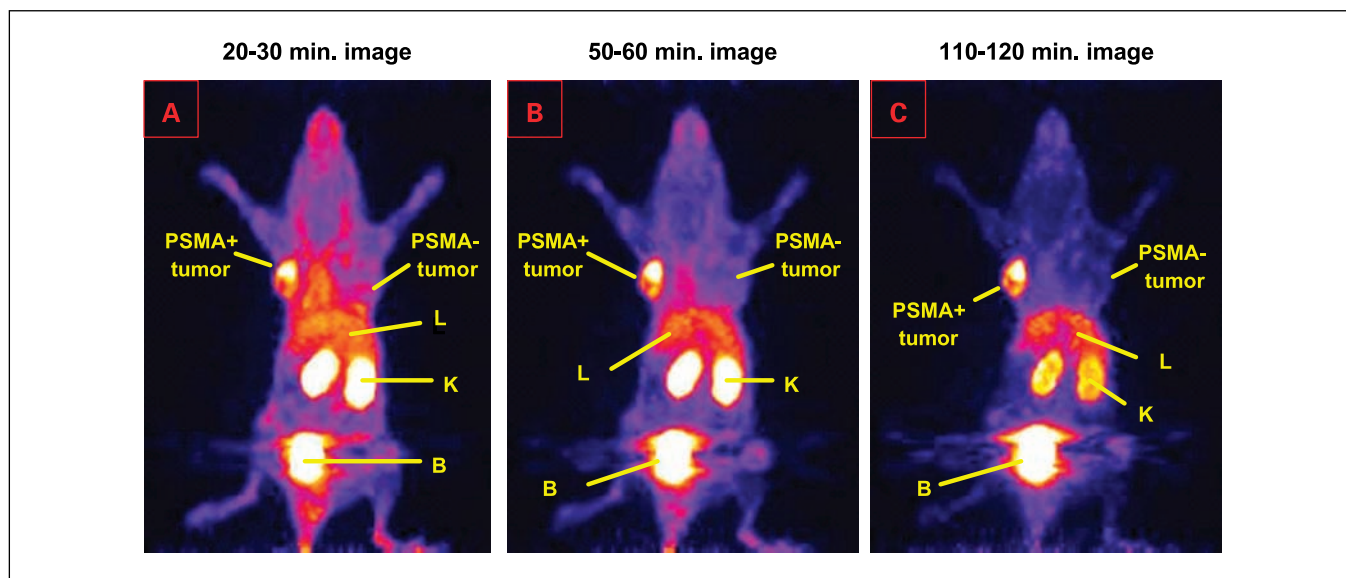 20-30 min. image
50-60 min. image
110-120 min. image
A
PSMA+
tumor
PSMA-
tumor
L
K
B
B
PSMA+
tumor
PSMA-
tumor
L
K
B
C
PSMA-
tumor
PSMA+
tumor
L
K
B